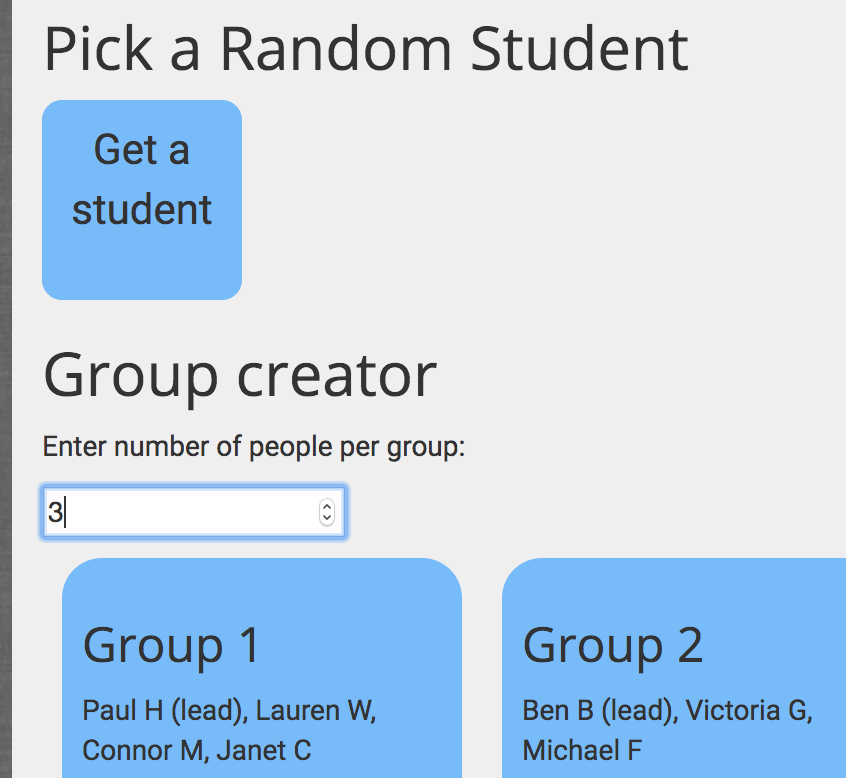 Pick a Random Student
Get a
student
Group creator
Enter number of people per group:
3
Group 1
Paul H (lead), Lauren W,
Connor M, Janet C
Group 2
Ben B (lead), Victoria G,
Michael F